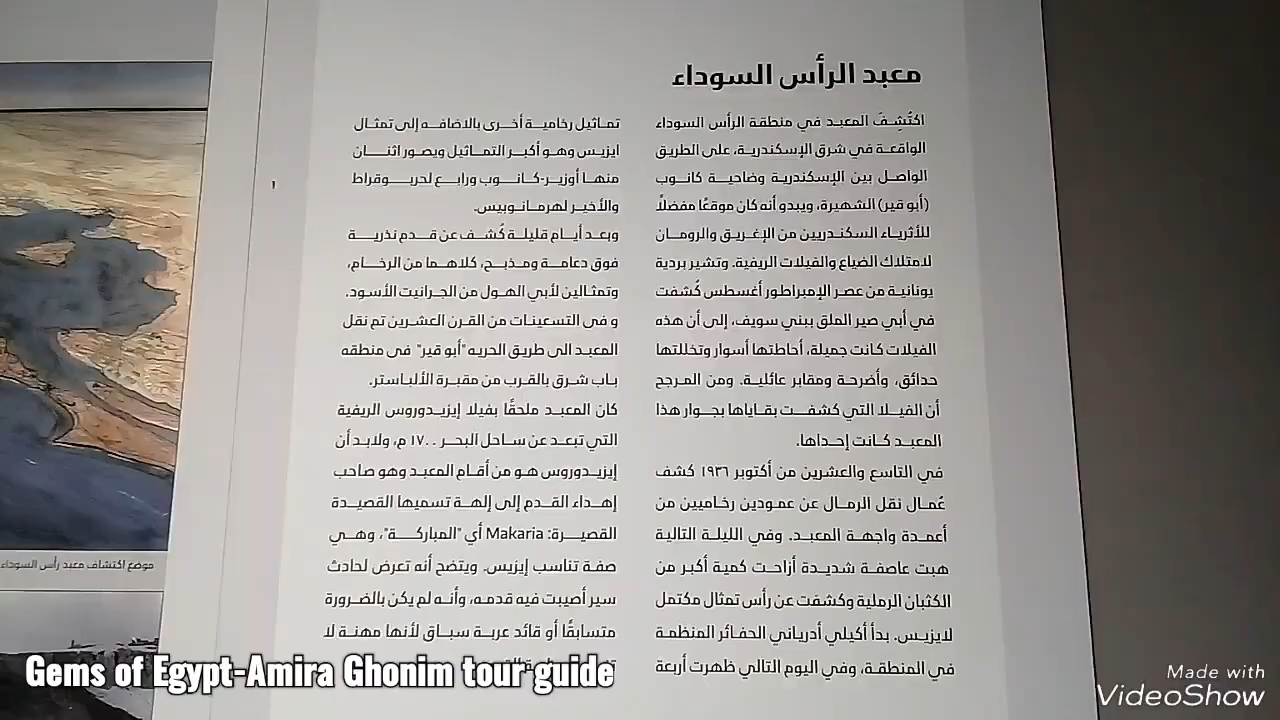 معبد الرأس السوداء
اكتُشِفَ المعبد في منطقة الرأس السوداء
الواقعة في شرق الإسكندرية، على الطريق
الواصل بين الإسكندرية وضاحية كانوب
(أبو قير) الشهيرة، ويبدو أنه كان موقعًا مفضلًا
للأثرياء السكندريين من الإغريق والرومان
لامتلاك الضياع والفيلات الريفية. وتشير بردية
يونانية من عصر الإمبراطور أغسطس كُشفت
في أبي صير الملق ببني سويف، إلى أن هذه
الفيلات كانت جميلة، أحاطتها أسوار وتخللتها
حدائق، وأضرحة ومقابر عائلية. ومن المرجح
أن الفيلا التي كشفت بقاياها بجوار هذا
المعبد كانت إحداها.
في التاسع والعشرين من أكتوبر ١٩٣٦ كشف
عُمال نقل الرمال عن عمودين رخاميين من
أعمدة واجهة المعبد. وفي الليلة التالية
هبت عاصفة شديدة أزاحت كمية أكبر من
الكثبان الرملية وكشفت عن رأس تمثال مكتمل
لايزيس. بدأ أكيلي أدرياني الحفائر المنظمة
في المنطقة، وفي اليوم التالي ظهرت أربعة
تماثيل رخامية أخرى بالاضافه إلى تمثال
ايزيس وهو أكبر التماثيل ويصور اثنان
منها أوزير-كانوب ورابع لحربوقراط
والأخير لهرمانوبيس.
وبعد أيام قليلة كُشف عن قدم نذرية
فوق دعامة ومذبح، كلاهما من الرخام،
وتمثالين لأبي الهول من الجرانيت الأسود.
و فى التسعينات من القرن العشرين تم نقل
المعبد الى طريق الحريه "أبو قير" فى منطقه
باب شرق بالقرب من مقبرة الألباستر.
كان المعبد ملحقًا بفيلا إيزيدوروس الريفية
التي تبعد عن ساحل البحر ١٧٠٠ م، ولابد أن
إيزيدوروس هو من أقام المعبد وهو صاحب
إهداء القدم إلى إلهة تسميها القصيدة
القصيرة: Makaria أي "المباركة"، وهي
صفة تناسب إيزيس. ويتضح أنه تعرض لحادث
سير أصيبت فيه قدمه، وأنه لم يكن بالضرورة
متسابقًا أو قائد عربة سباق لأنها مهنة لا
موضع اكتشاف معبد رأس السوداء
Gems of Egypt-Amira Ghonim tour guide
Made with
VideoShow